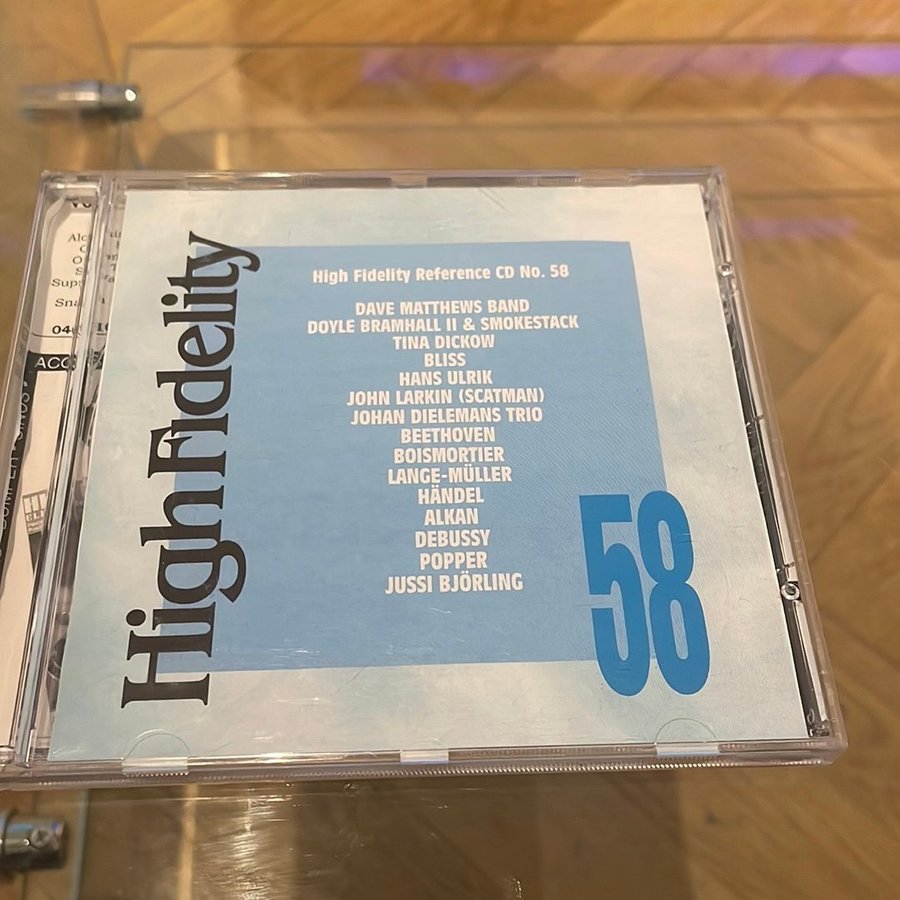 High Fidelity
High Fidelity Reference CD No. 58
DAVE MATTHEWS BAND
DOYLE BRAMHALL II & SMOKESTACK
TINA DICKOW
BLISS
HANS ULRIK
JOHN LARKIN (SCATMAN)
JOHAN DIELEMANS TRIO
BEETHOVEN
BOISMORTIER
LANGE-MÜLLER
HÄNDEL
ALKAN
DEBUSSY
POPPER
JUSSI BJÖRLING
58